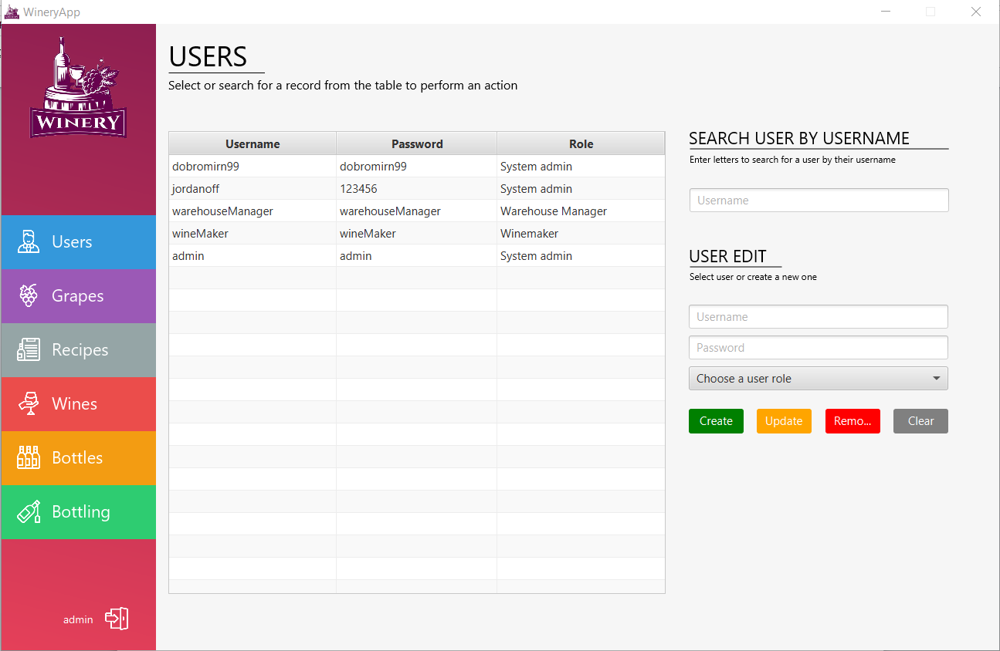 WineryApp
WINERY
Users
Grapes
Recipes
Wines
Bottles
Bottling
admin
USERS
Select or search for a record from the table to perform an action
Username Password Role
dobromirn99 dobromirn99 System admin
jordanoff 123456 System admin
warehouseManager warehouseManager Warehouse Manager
wineMaker wineMaker Winemaker
admin admin System admin
SEARCH USER BY USERNAME
Enter letters to search for a user by their username
Username
USER EDIT
Select user or create a new one
Username
Password
Choose a user role
Create Update Remo... Clear